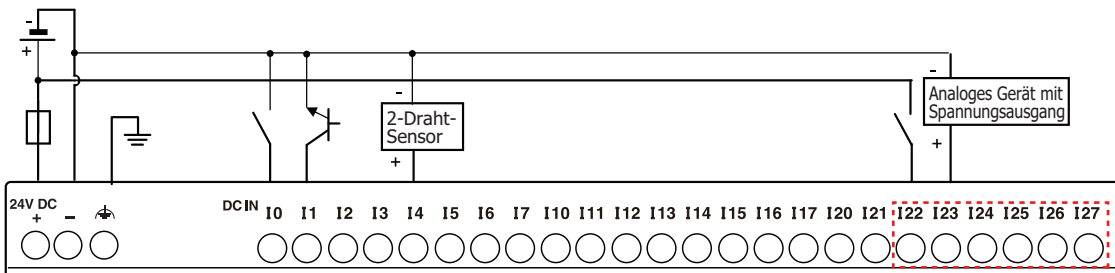 -
+
-
2-Draht-
Sensor
+
-
Analoges Gerät mit
Spannungsausgang
+
24V DC
+ −
DC IN I0 I1 I2 I3 I4 I5 I6 I7 I10 I11 I12 I13 I14 I15 I16 I17 I20 I21 I22 I23 I24 I25 I26 I27